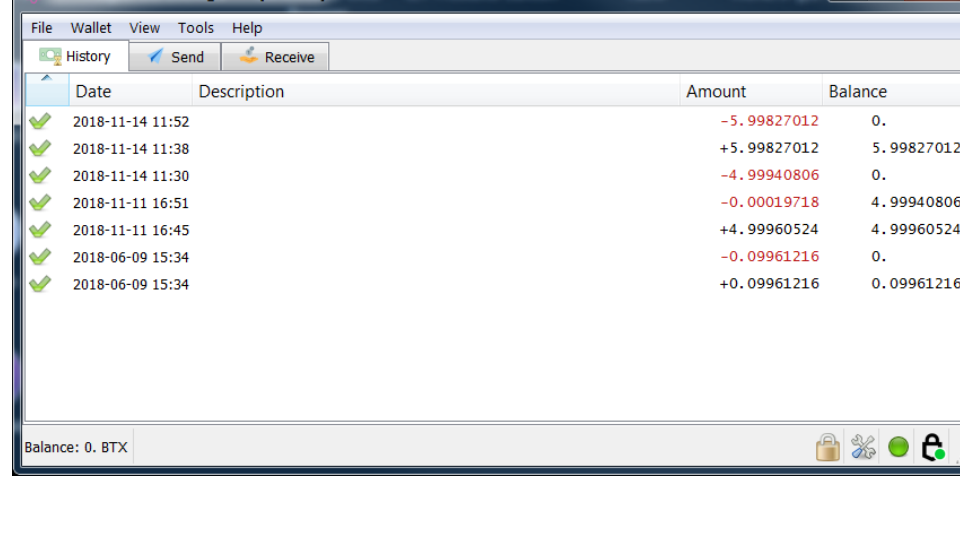 File Wallet View Tools Help
History Send Receive
Date Description Amount Balance
2018-11-14 11:52 -5.99827012 0.
2018-11-14 11:38 +5.99827012 5.99827012
2018-11-14 11:30 -4.99940806 0.
2018-11-11 16:51 -0.00019718 4.99940806
2018-11-11 16:45 +4.99960524 4.99960524
2018-06-09 15:34 -0.09961216 0.
2018-06-09 15:34 +0.09961216 0.09961216
Balance: 0. BTX